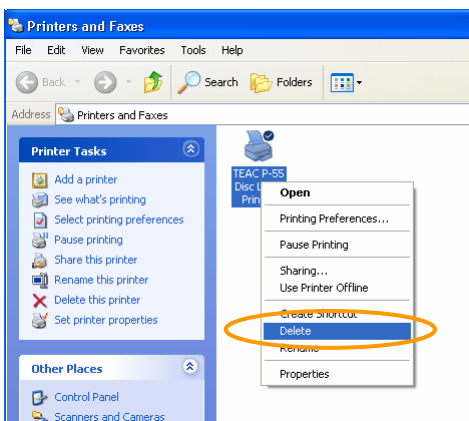 Printers and Faxes
File Edit View Favorites Tools Help
Back Search Folders
Address Printers and Faxes
Printer Tasks
Add a printer
See what's printing
Select printing preferences
Pause printing
Share this printer
Rename this printer
Delete this printer
Set printer properties
Other Places
Control Panel
Scanners and Cameras
TEAC P-55
Disc L
Prin
Open
Printing Preferences...
Pause Printing
Sharing...
Use Printer Offline
Create Shortcut
Delete
Rename
Properties